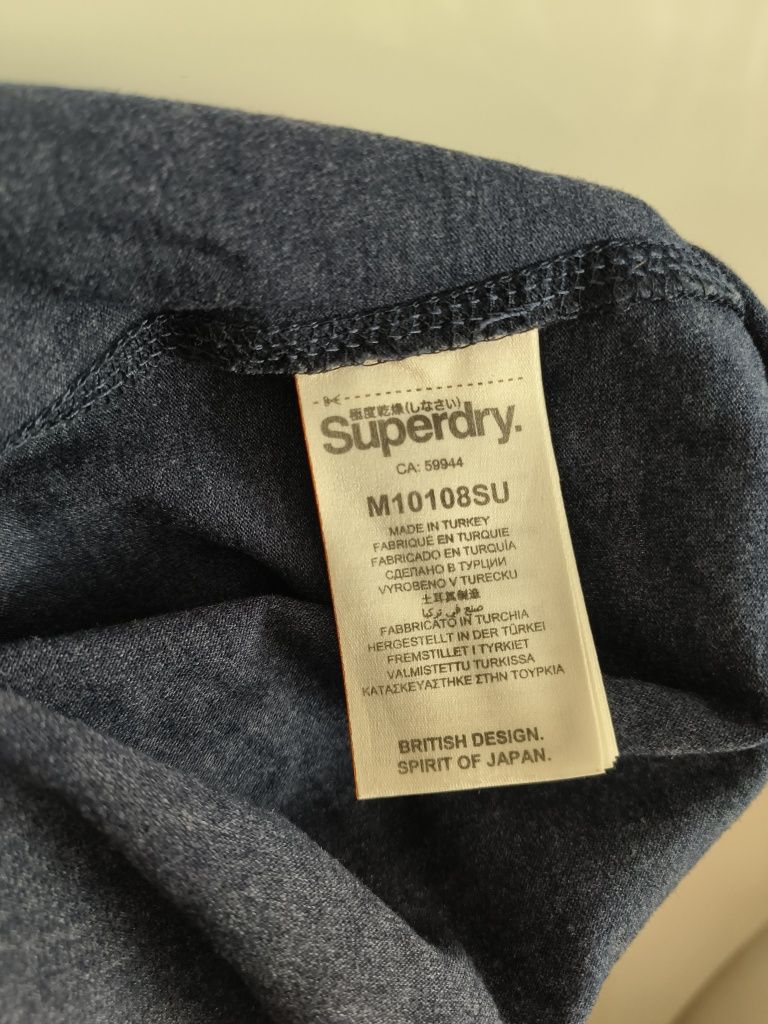 極度乾燥(しなさい)
Superdry.
CA: 59944
M10108SU
MADE IN TURKEY
FABRIQUÉ EN TURQUIE
FABRICADO EN TURQUÍA
СДЕЛАНО В ТУРЦИИ
VYROBENO V TURECKU
土耳其制造
صنع في تركيا
FABBRICATO IN TURCHIA
HERGESTELLT IN DER TÜRKEI
FREMSTILLET I TYRKIET
VALMISTETTU TURKISSA
ΚΑΤΑΣΚΕΥΑΣΤΗΚΕ ΣΤΗΝ ΤΟΥΡΚΙΑ
BRITISH DESIGN.
SPIRIT OF JAPAN.